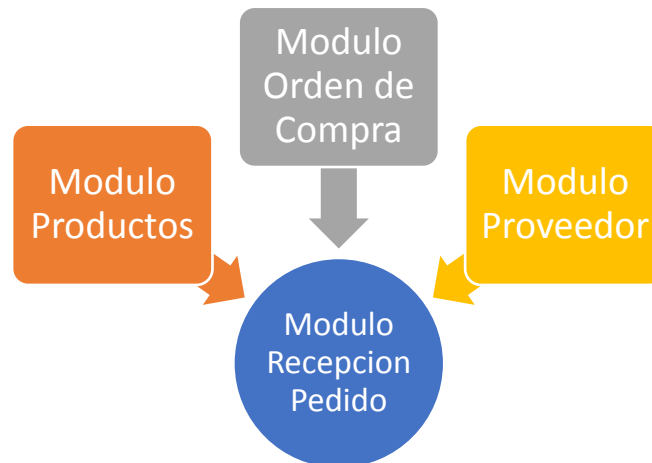 Modulo
Orden de
Compra
Modulo
Productos
Modulo
Proveedor
Modulo
Recepcion
Pedido